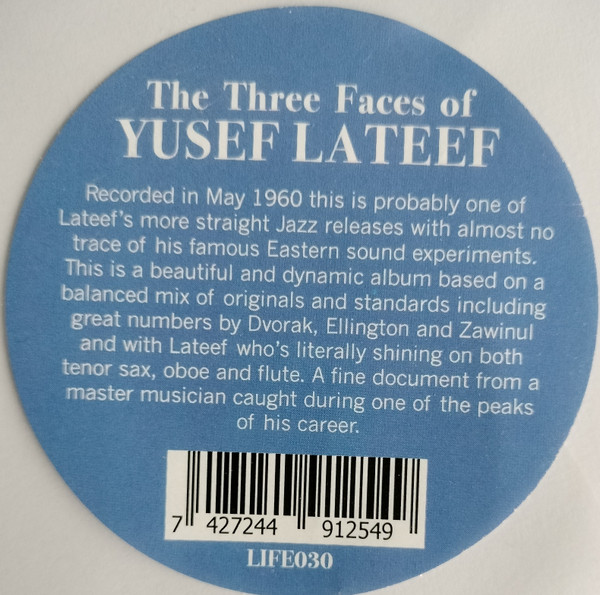 The Three Faces of
YUSEF LATEEF
Recorded in May 1960 this is probably one of
Lateef's more straight Jazz releases with almost no
trace of his famous Eastern sound experiments.
This is a beautiful and dynamic album based on a
balanced mix of originals and standards including
great numbers by Dvorak, Ellington and Zawinul
and with Lateef who's literally shining on both
tenor sax, oboe and flute. A fine document from a
master musician caught during one of the peaks
of his career.
7 427244 912549
LIFE030